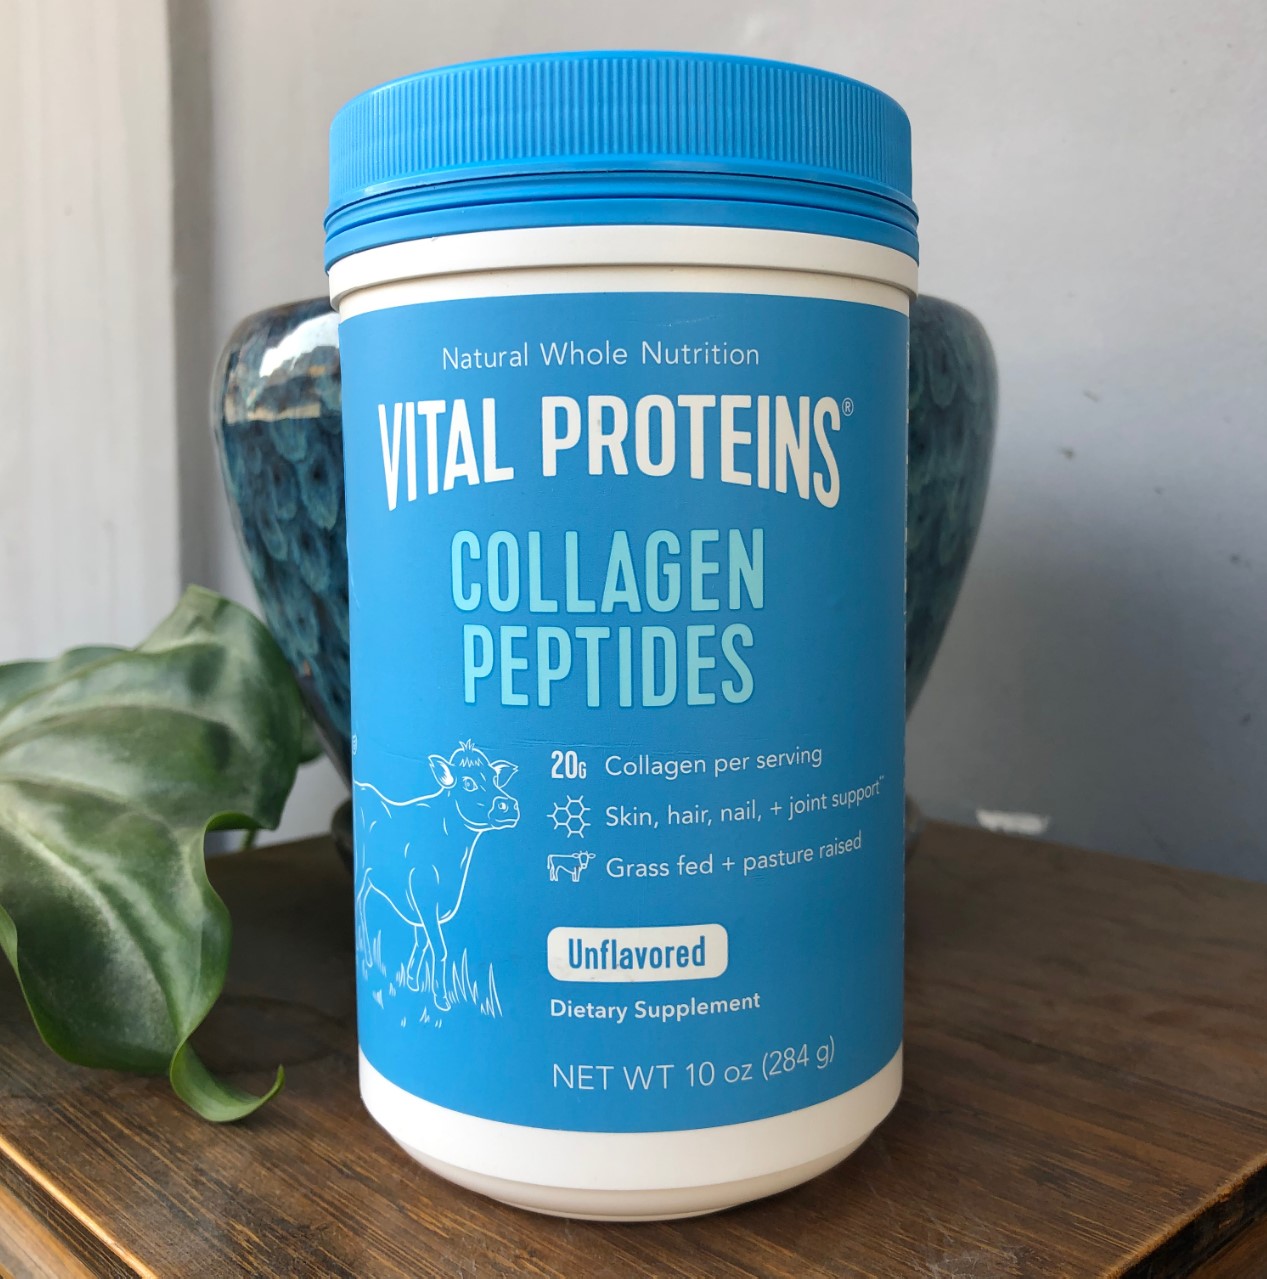 Natural Whole Nutrition
VITAL PROTEINS®
COLLAGEN
PEPTIDES
20G Collagen per serving
Skin, hair, nail, + joint support**
Grass fed + pasture raised
Unflavored
Dietary Supplement
NET WT 10 oz (284 g)